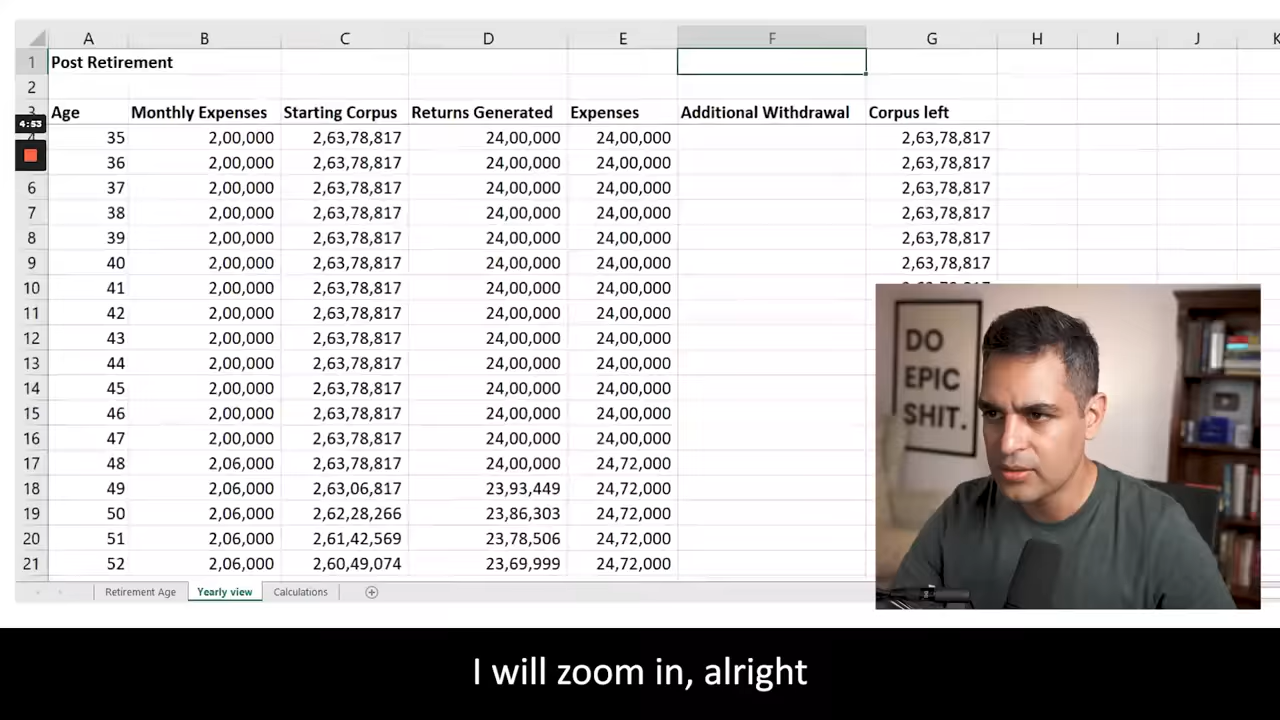 A B C D E F G H I J K
1 Post Retirement
2
3 Age Monthly Expenses Starting Corpus Returns Generated Expenses Additional Withdrawal Corpus left
4:53
4 35 2,00,000 2,63,78,817 24,00,000 24,00,000 2,63,78,817
36 2,00,000 2,63,78,817 24,00,000 24,00,000 2,63,78,817
6 37 2,00,000 2,63,78,817 24,00,000 24,00,000 2,63,78,817
7 38 2,00,000 2,63,78,817 24,00,000 24,00,000 2,63,78,817
8 39 2,00,000 2,63,78,817 24,00,000 24,00,000 2,63,78,817
9 40 2,00,000 2,63,78,817 24,00,000 24,00,000 2,63,78,817
10 41 2,00,000 2,63,78,817 24,00,000 24,00,000
11 42 2,00,000 2,63,78,817 24,00,000 24,00,000
12 43 2,00,000 2,63,78,817 24,00,000 24,00,000
13 44 2,00,000 2,63,78,817 24,00,000 24,00,000
14 45 2,00,000 2,63,78,817 24,00,000 24,00,000
15 46 2,00,000 2,63,78,817 24,00,000 24,00,000
16 47 2,00,000 2,63,78,817 24,00,000 24,00,000
17 48 2,06,000 2,63,78,817 24,00,000 24,72,000
18 49 2,06,000 2,63,06,817 23,93,449 24,72,000
19 50 2,06,000 2,62,28,266 23,86,303 24,72,000
20 51 2,06,000 2,61,42,569 23,78,506 24,72,000
21 52 2,06,000 2,60,49,074 23,69,999 24,72,000
Retirement Age Yearly view Calculations
DO
EPIC
SHIT.
I will zoom in, alright